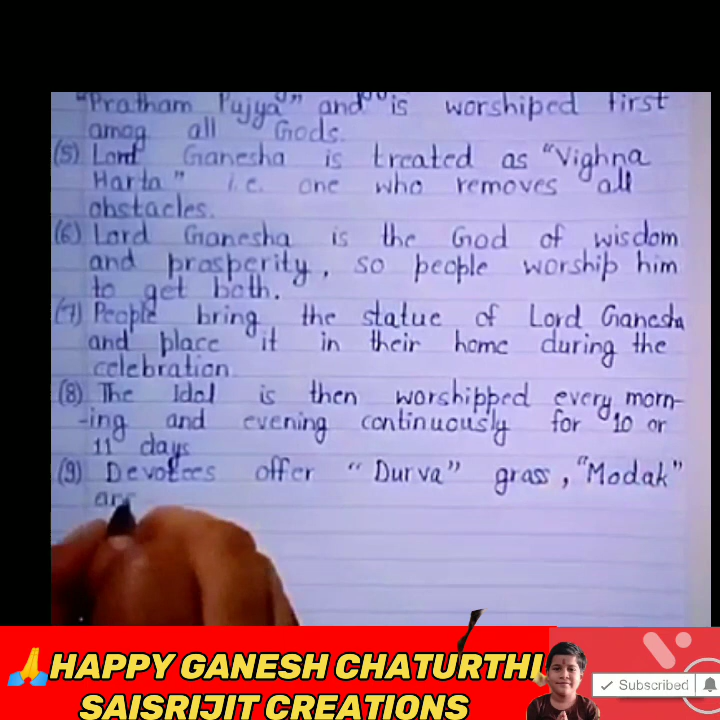 "Pratham Pujya" and is worshiped first
amog all Gods.
(5) Lord Ganesha is treated as "Vighna
Harta" i.e. one who removes all
obstacles.
(6) Lord Ganesha is the God of wisdom
and prosperity, so people worship him
to get both.
(7) People bring the statue of Lord Ganesha
and place it in their home during the
celebration.
(8) The Idol is then worshipped every morn-
-ing and evening continuously for 10 or
11 days
(9) Devotees offer "Durva" grass, "Modak"
🙏HAPPY GANESH CHATURTHI
SAISRIJIT CREATIONS
✓ Subscribed